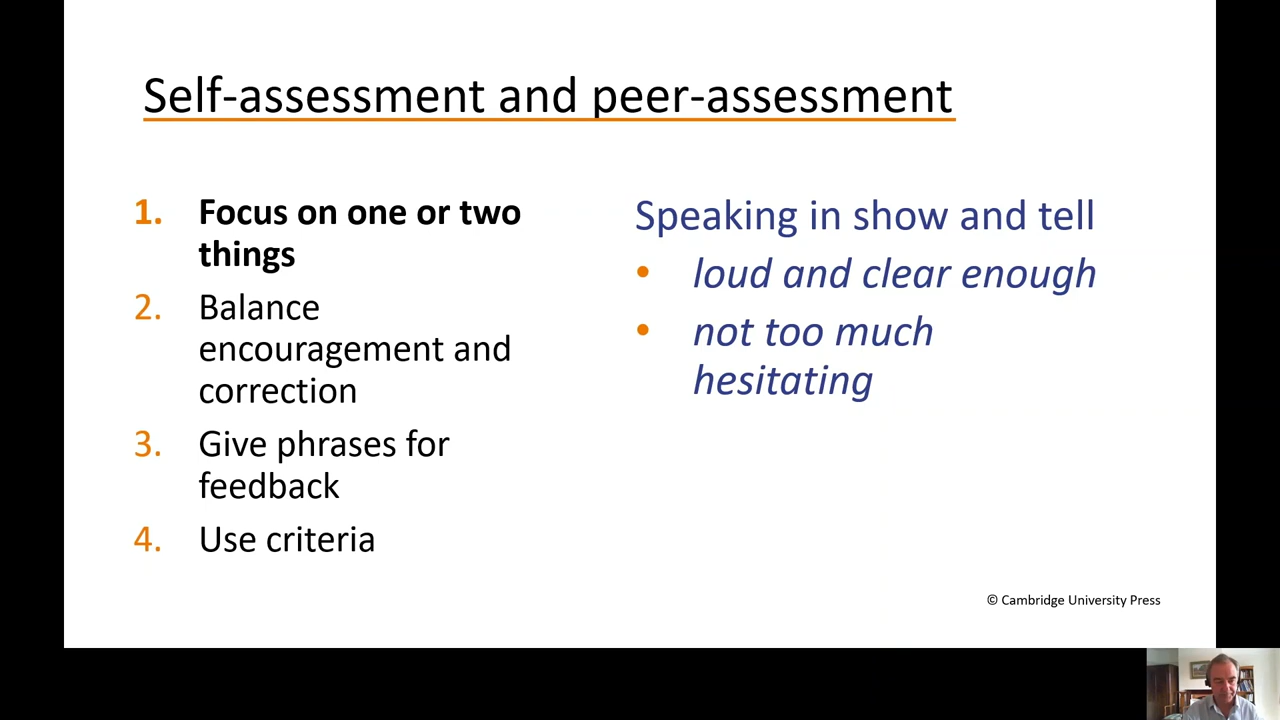 Self-assessment and peer-assessment
1. Focus on one or two
things
2. Balance
encouragement and
correction
3. Give phrases for
feedback
4. Use criteria
Speaking in show and tell
• loud and clear enough
• not too much
hesitating
© Cambridge University Press